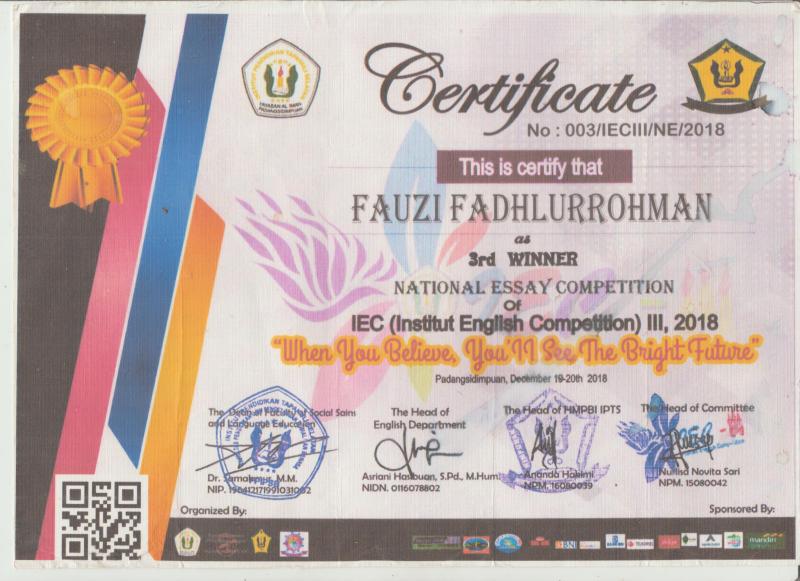 Certificate
No : 003/IECIII/NE/2018
This is certify that
FAUZI FADHLURROHMAN
as
3rd WINNER
NATIONAL ESSAY COMPETITION
Of
IEC (Institut English Competition) III, 2018
"When You Believe, You'll See The Bright Future"
Padangsidimpuan, December 19-20th 2018
The Dean of Faculty of Social Sains
and Language Education
NIP. 196412171991031002
The Head of
English Department
Asriani Hasibuan, S.Pd., M.Hum
NIDN. 0116078802
The Head of HMPBI IPTS
Ananda Hakimi
NPM. 16080039
The Head of Committee
Nurlisa Novita Sari
NPM. 15080042
Organized By:
Sponsored By:
BNI
mandiri